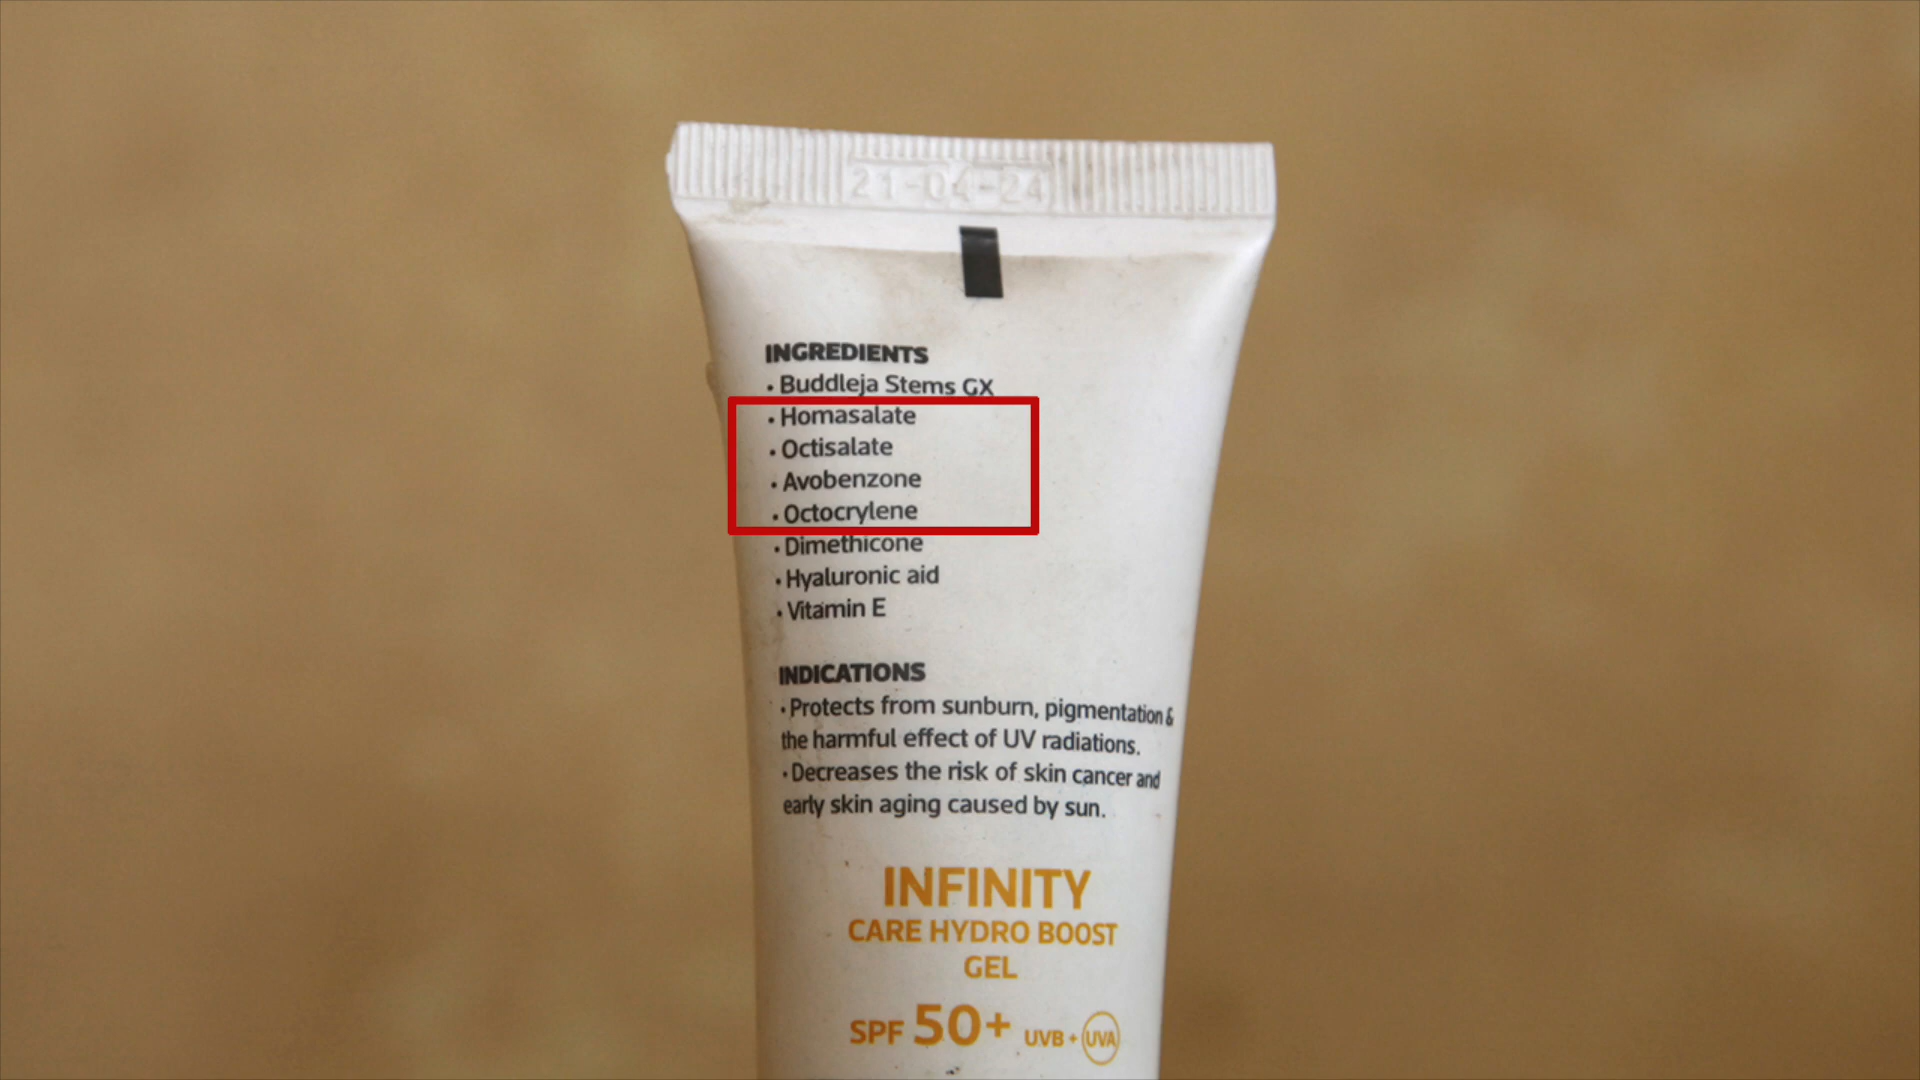 21-04-24
INGREDIENTS
• Buddleja Stems GX
• Homasalate
• Octisalate
• Avobenzone
• Octocrylene
• Dimethicone
• Hyaluronic aid
• Vitamin E
INDICATIONS
• Protects from sunburn, pigmentation &
the harmful effect of UV radiations.
• Decreases the risk of skin cancer and
early skin aging caused by sun.
INFINITY
CARE HYDRO BOOST
GEL
SPF 50+ UVB + UVA